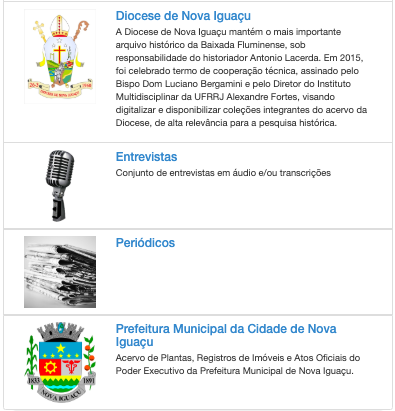 Diocese de Nova Iguaçu
A Diocese de Nova Iguaçu mantém o mais importante
arquivo histórico da Baixada Fluminense, sob
responsabilidade do historiador Antonio Lacerda. Em 2015,
foi celebrado termo de cooperação técnica, assinado pelo
Bispo Dom Luciano Bergamini e pelo Diretor do Instituto
Multidisciplinar da UFRRJ Alexandre Fortes, visando
digitalizar e disponibilizar coleções integrantes do acervo da
Diocese, de alta relevância para a pesquisa histórica.
Entrevistas
Conjunto de entrevistas em áudio e/ou transcrições
Periódicos
Prefeitura Municipal da Cidade de Nova
Iguaçu
Acervo de Plantas, Registros de Imóveis e Atos Oficiais do
Poder Executivo da Prefeitura Municipal de Nova Iguaçu.
1833 1891
NOVA IGUAÇU